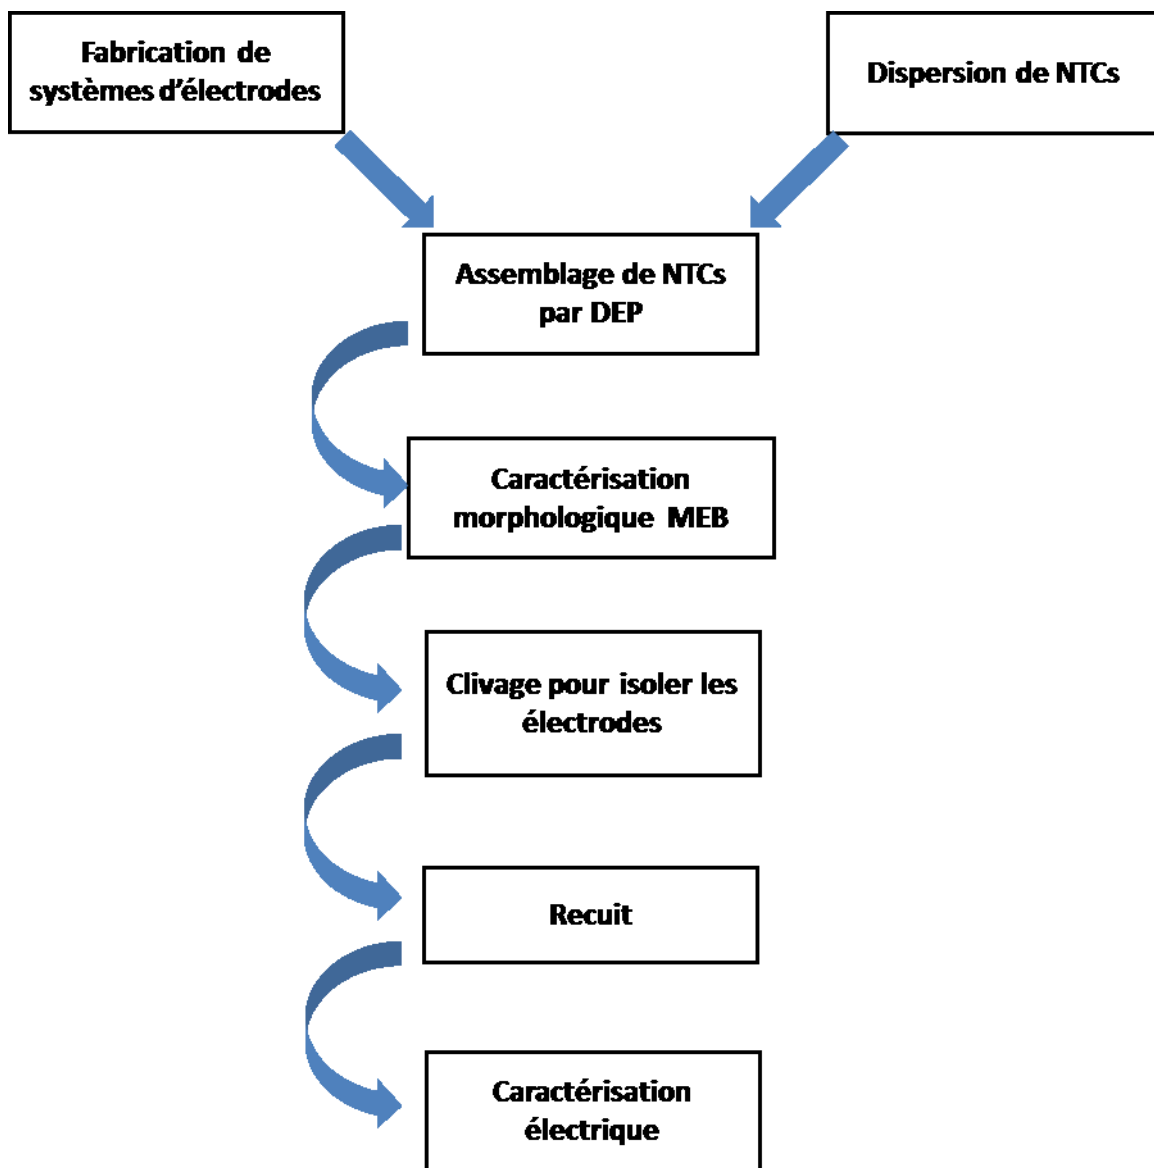 Fabrication de
systèmes d'électrodes
Dispersion de NTCs
Assemblage de NTCs
par DEP
Caractérisation
morphologique MEB
Clivage pour isoler les
électrodes
Recuit
Caractérisation
électrique